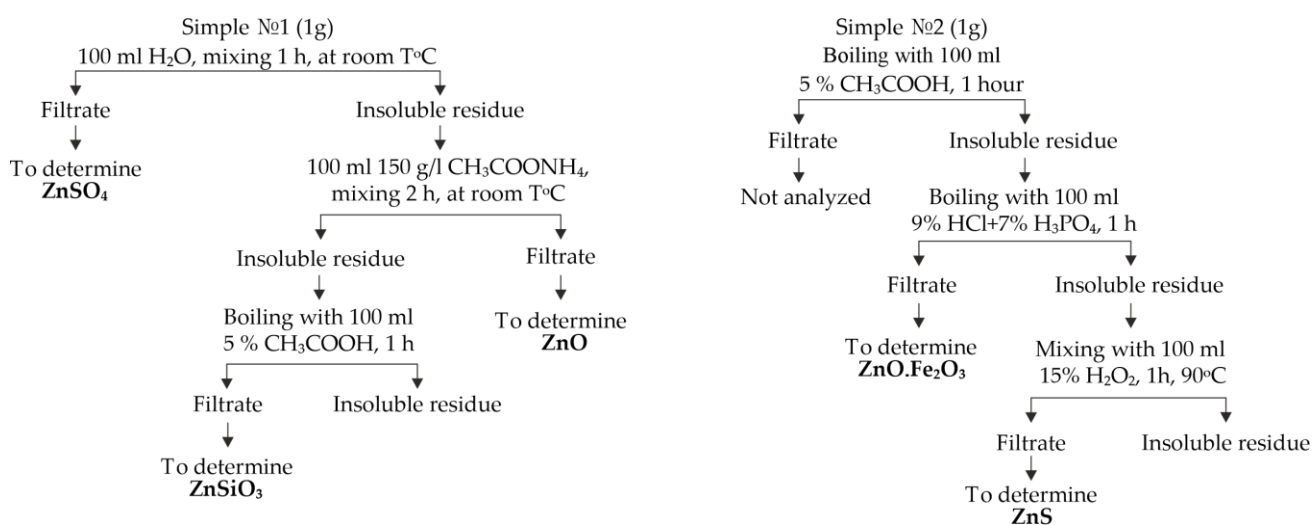 Simple №1 (1g)
100 ml H₂O, mixing 1 h, at room TºC
Filtrate
Insoluble residue
To determine
ZnSO₄
100 ml 150 g/l CH₃COONH₄,
mixing 2 h, at room TºC
Insoluble residue
Filtrate
Boiling with 100 ml
5 % CH₃COOH, 1 h
To determine
ZnO
Filtrate
Insoluble residue
To determine
ZnSiO₃
Simple №2 (1g)
Boiling with 100 ml
5 % CH₃COOH, 1 hour
Filtrate
Insoluble residue
Not analyzed
Boiling with 100 ml
9% HCl+7% H₃PO₄, 1 h
Filtrate
Insoluble residue
To determine
ZnO.Fe₂O₃
Mixing with 100 ml
15% H₂O₂, 1h, 90ºC
Filtrate
Insoluble residue
To determine
ZnS